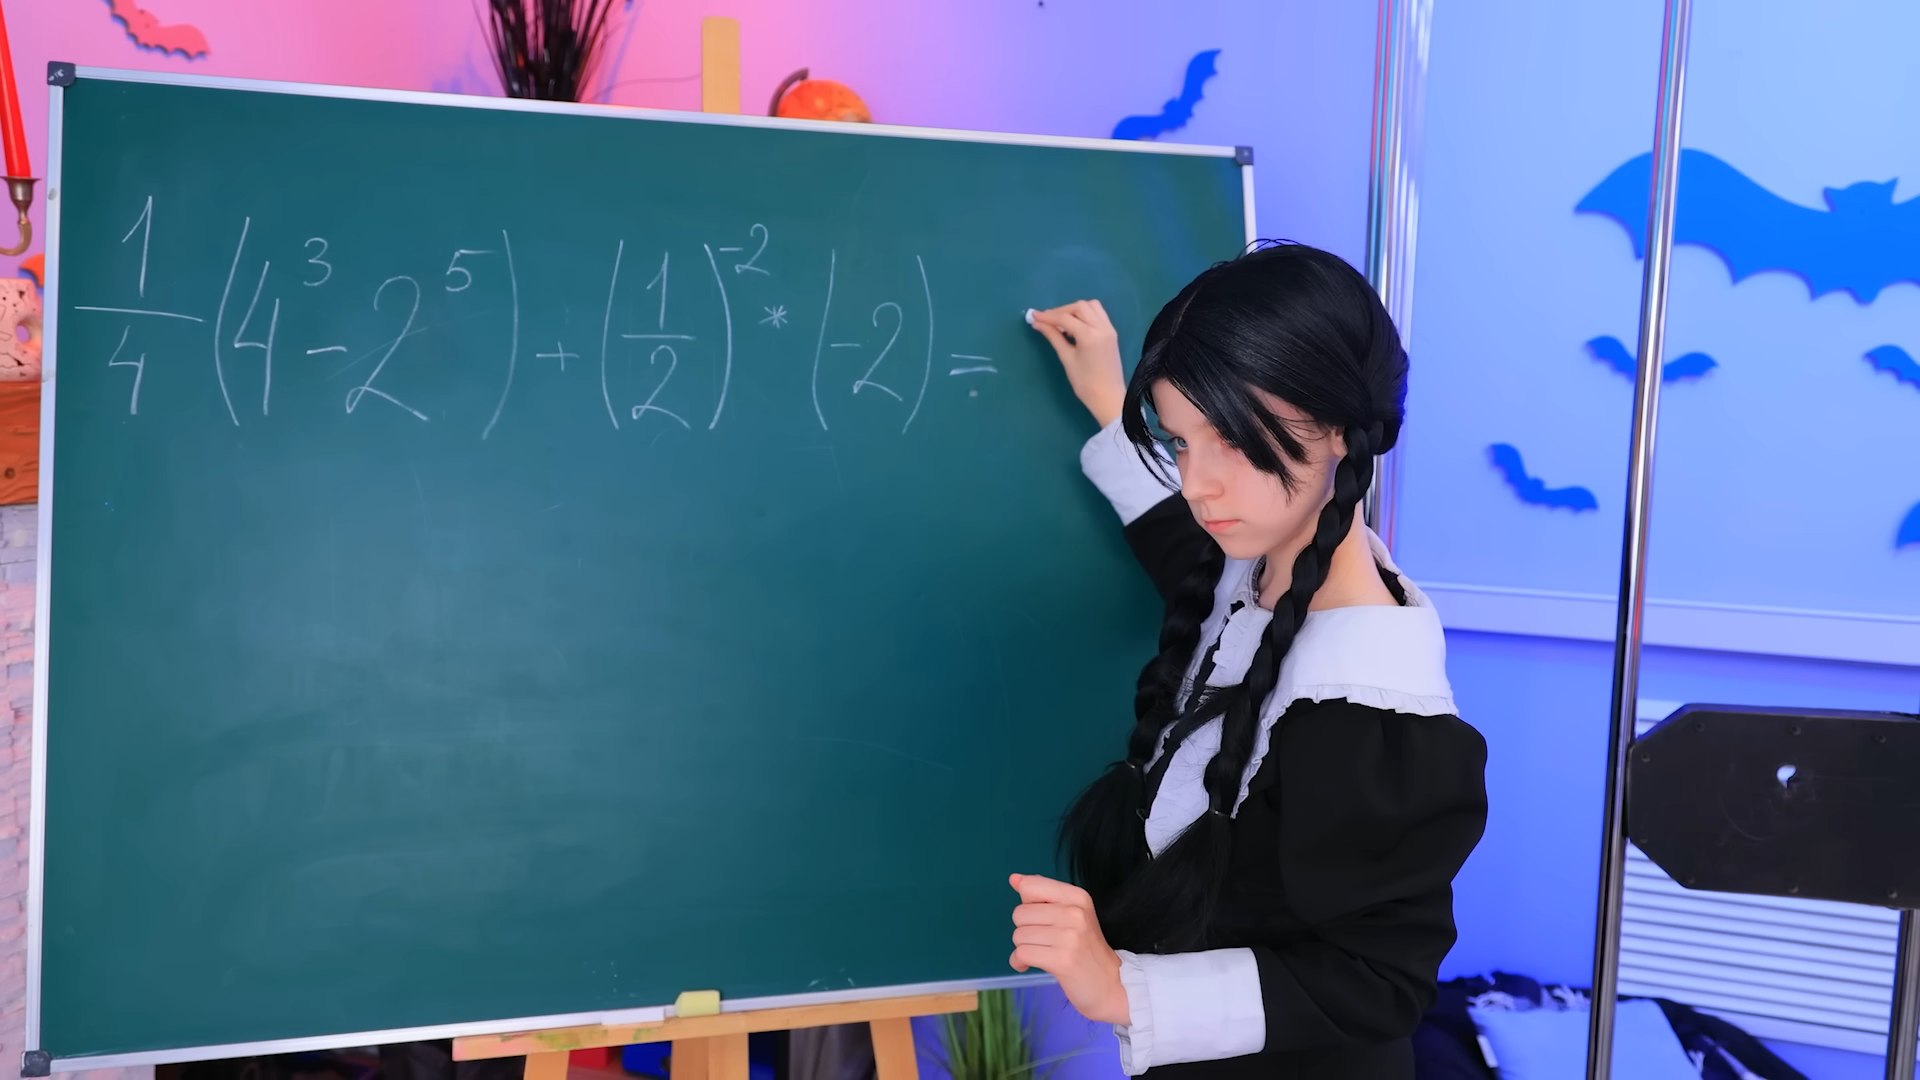 1/4 (4³ - 2⁵) + (1/2)⁻² * (-2) =